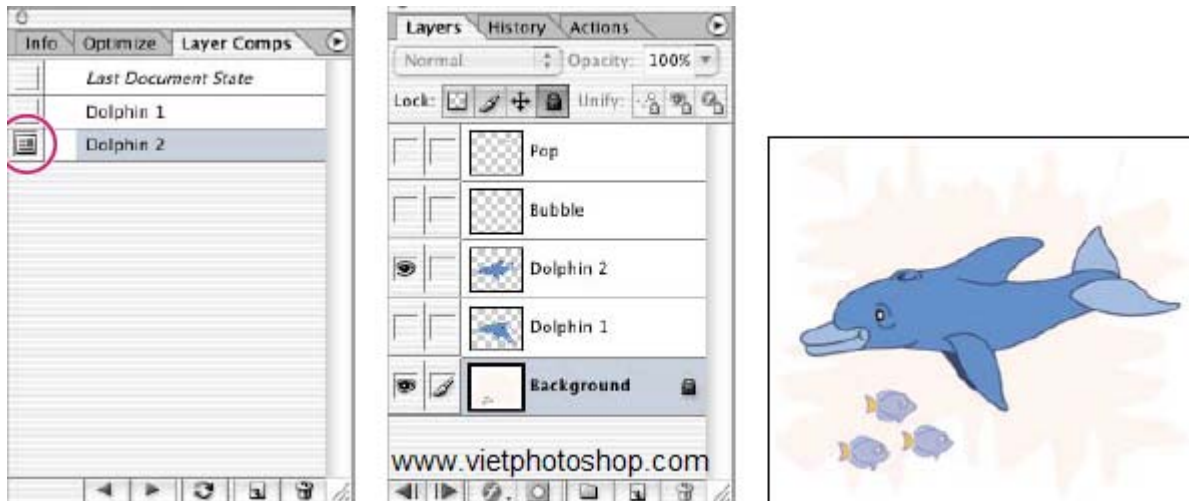 Info Optimize Layer Comps
Last Document State
Dolphin 1
Dolphin 2
Layers History Actions
Normal Opacity: 100%
Lock: Unify:
Pop
Bubble
Dolphin 2
Dolphin 1
Background
www.vietphotoshop.com